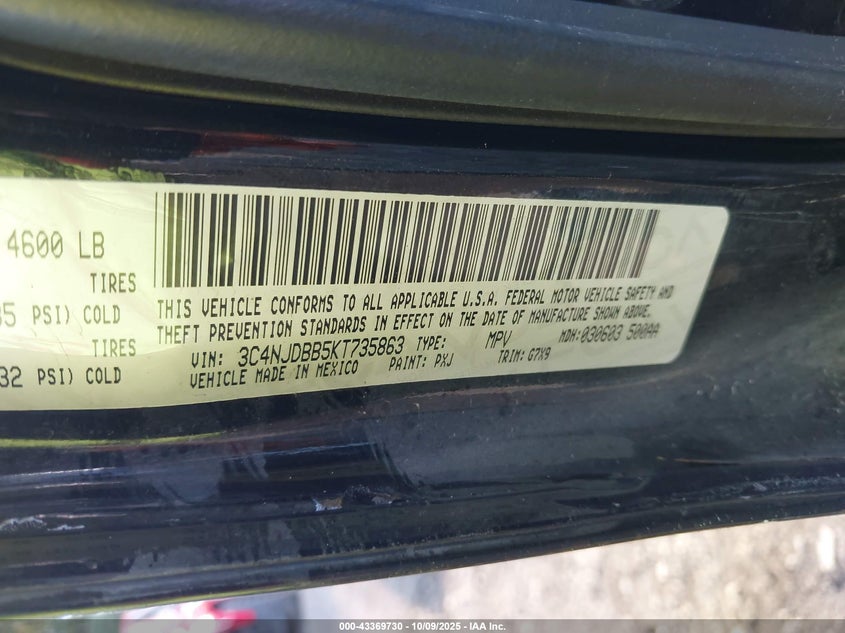 4600 LB
TIRES
PSI) COLD
TIRES
32 PSI) COLD
THIS VEHICLE CONFORMS TO ALL APPLICABLE U.S.A. FEDERAL MOTOR VEHICLE SAFETY AND
THEFT PREVENTION STANDARDS IN EFFECT ON THE DATE OF MANUFACTURE SHOWN ABOVE.
VIN: 3C4NJDBB5KT735863 TYPE: MPV MDH:030603 500AA
VEHICLE MADE IN MEXICO PAINT: PXJ TRIM: G7X9
000-43369730 - 10/09/2025 - IAA Inc.